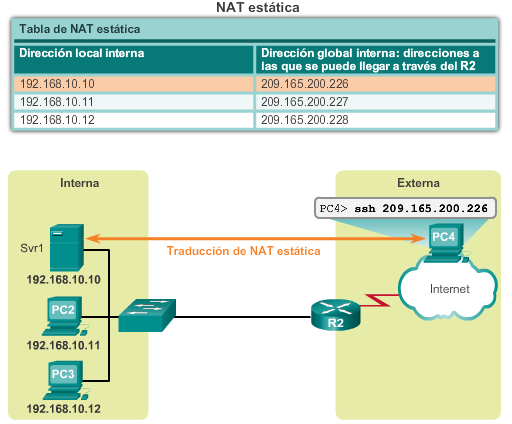 NAT estática
Tabla de NAT estática
Dirección local interna
Dirección global interna: direcciones a
las que se puede llegar a través del R2
192.168.10.10
209.165.200.226
192.168.10.11
209.165.200.227
192.168.10.12
209.165.200.228
Interna
Externa
PC4> ssh 209.165.200.226
PC4
Svr1
Traducción de NAT estática
192.168.10.10
Internet
PC2
R2
192.168.10.11
PC3
192.168.10.12